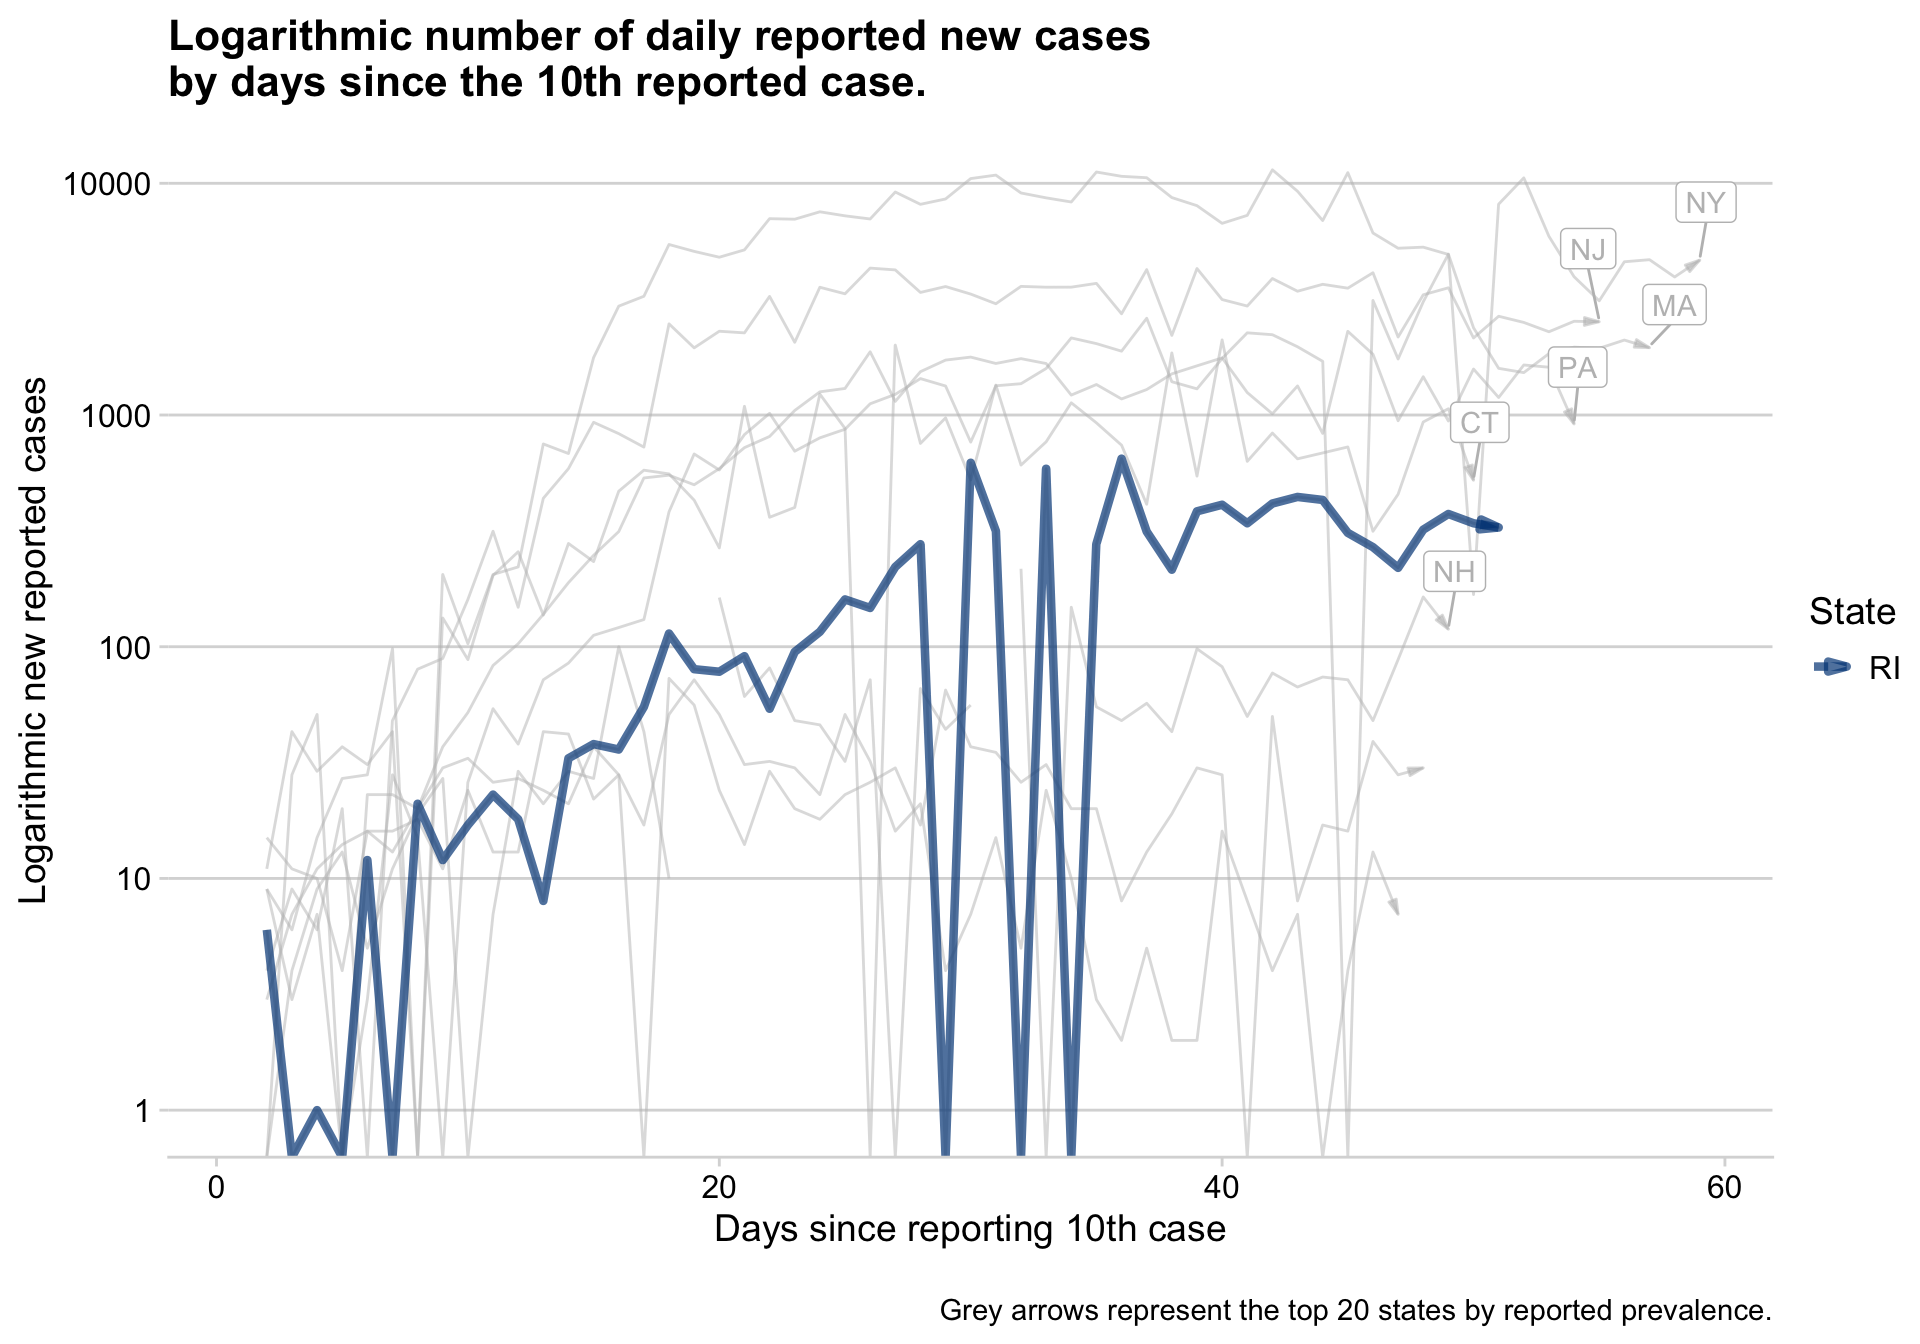 Logarithmic number of daily reported new cases
by days since the 10th reported case.
Logarithmic new reported cases
10000
1000
100
10
1
NY
NJ
MA
PA
CT
NH
State
RI
0
20
40
60
Days since reporting 10th case
Grey arrows represent the top 20 states by reported prevalence.